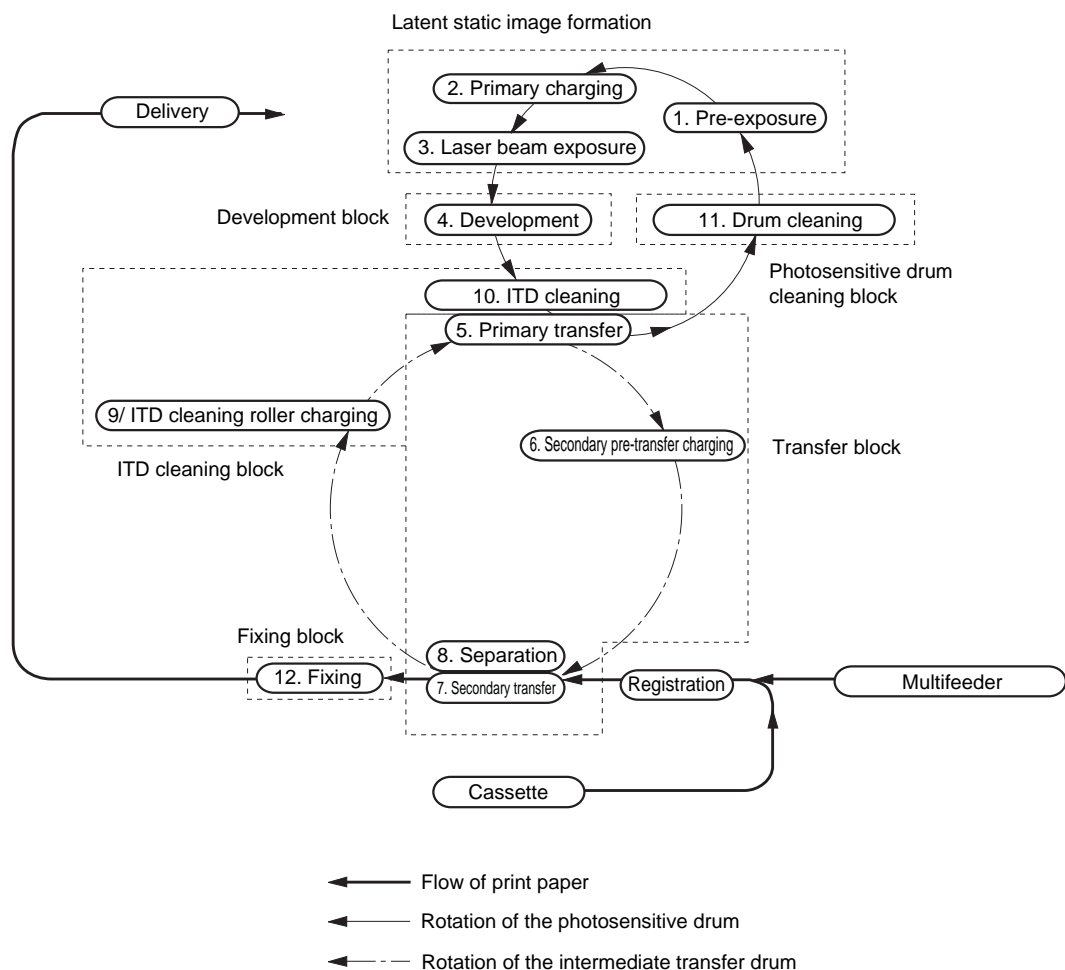 Latent static image formation
2. Primary charging
Delivery
1. Pre-exposure
3. Laser beam exposure
Development block
4. Development
11. Drum cleaning
Photosensitive drum
cleaning block
10. ITD cleaning
5. Primary transfer
9/ ITD cleaning roller charging
6. Secondary pre-transfer charging
Transfer block
ITD cleaning block
Fixing block
8. Separation
12. Fixing
7. Secondary transfer
Registration
Multifeeder
Cassette
Flow of print paper
Rotation of the photosensitive drum
Rotation of the intermediate transfer drum